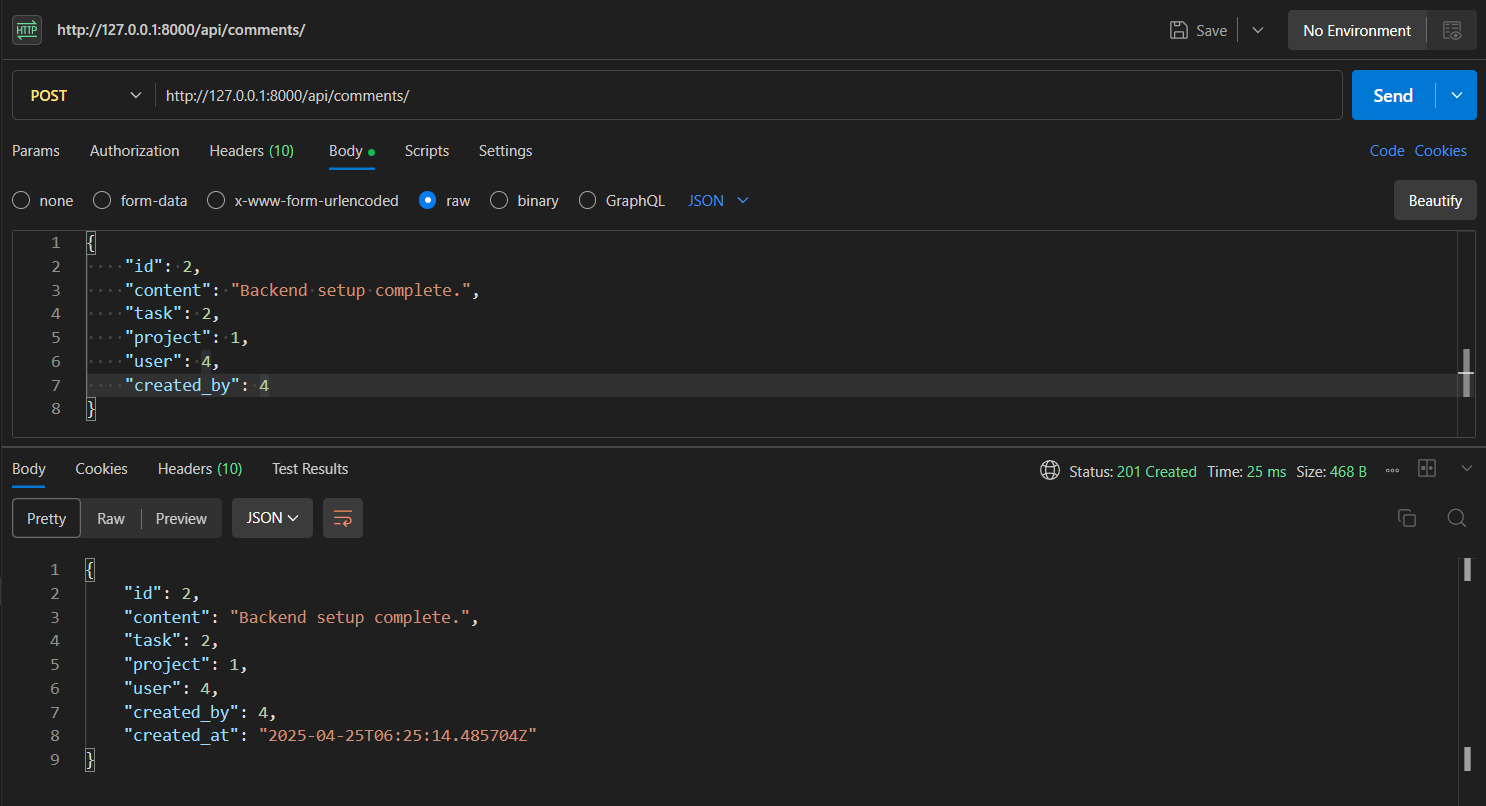 HTTP http://127.0.0.1:8000/api/comments/ Save No Environment
POST http://127.0.0.1:8000/api/comments/ Send
Params Authorization Headers (10) Body Scripts Settings Code Cookies
none form-data x-www-form-urlencoded raw binary GraphQL JSON Beautify
1 {
2 "id": 2,
3 "content": "Backend setup complete.",
4 "task": 2,
5 "project": 1,
6 "user": 4,
7 "created_by": 4
8 }
Body Cookies Headers (10) Test Results Status: 201 Created Time: 25 ms Size: 468 B
Pretty Raw Preview JSON
1 {
2 "id": 2,
3 "content": "Backend setup complete.",
4 "task": 2,
5 "project": 1,
6 "user": 4,
7 "created_by": 4,
8 "created_at": "2025-04-25T06:25:14.485704Z"
9 }